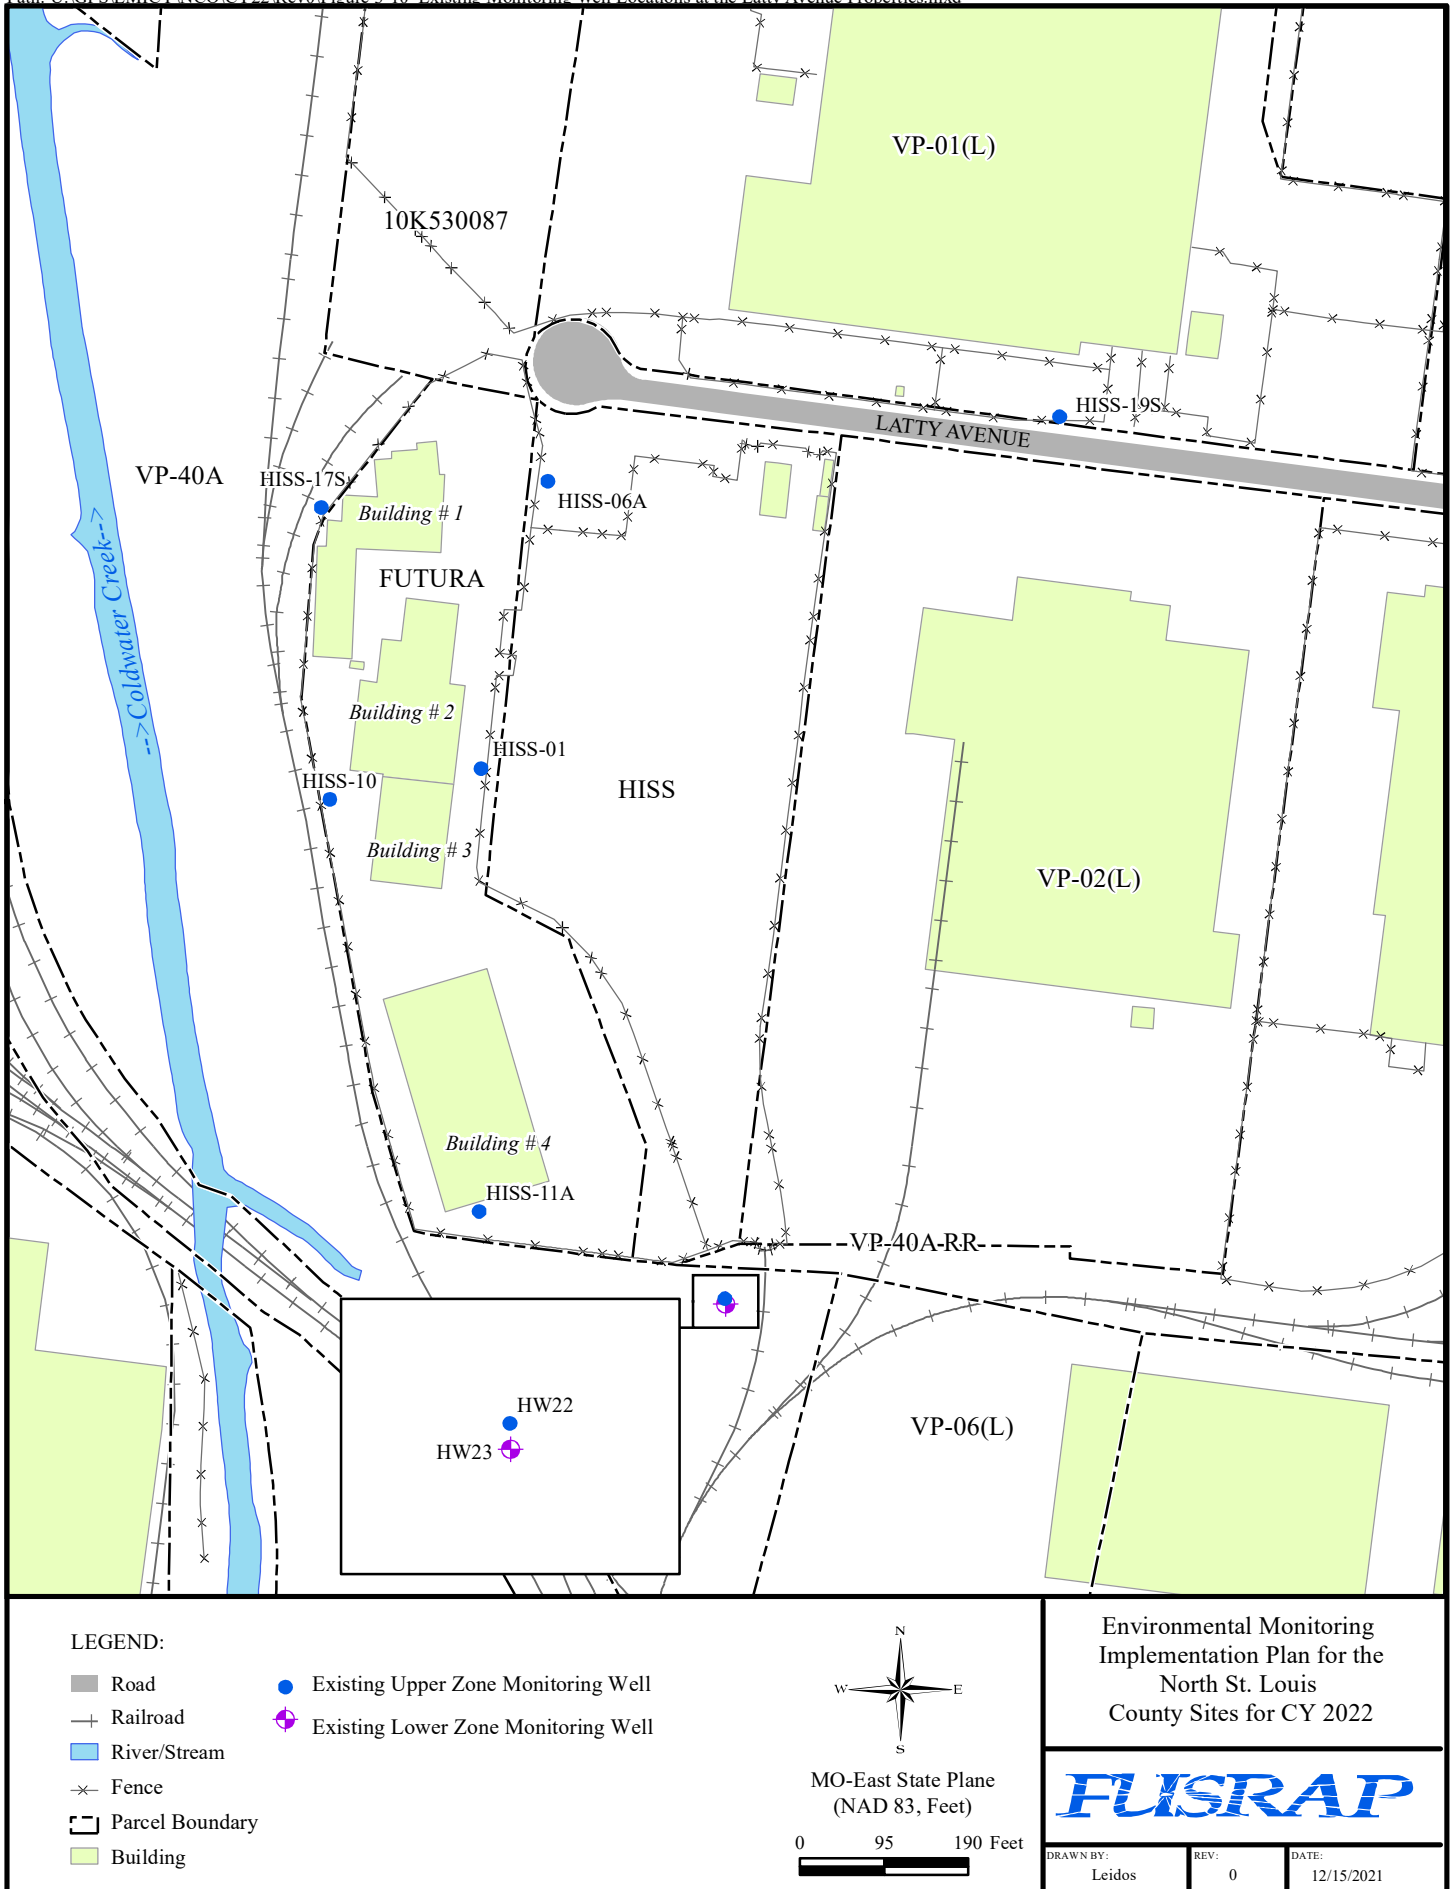 VP-01(L)
10K530087
HISS-19S
LATTY AVENUE
VP-40A
HISS-17S
HISS-06A
Building # 1
FUTURA
--->Coldwater Creek--->
Building # 2
HISS-01
HISS-10
HISS
Building # 3
VP-02(L)
Building # 4
HISS-11A
VP-40A-RR
HW22
VP-06(L)
HW23
LEGEND:
Road
Railroad
River/Stream
Fence
Parcel Boundary
Building
Existing Upper Zone Monitoring Well
Existing Lower Zone Monitoring Well
N
W E
S
MO-East State Plane
(NAD 83, Feet)
0 95 190 Feet
Environmental Monitoring
Implementation Plan for the
North St. Louis
County Sites for CY 2022
FUSRAP
DRAWN BY:
Leidos
REV:
0
DATE:
12/15/2021